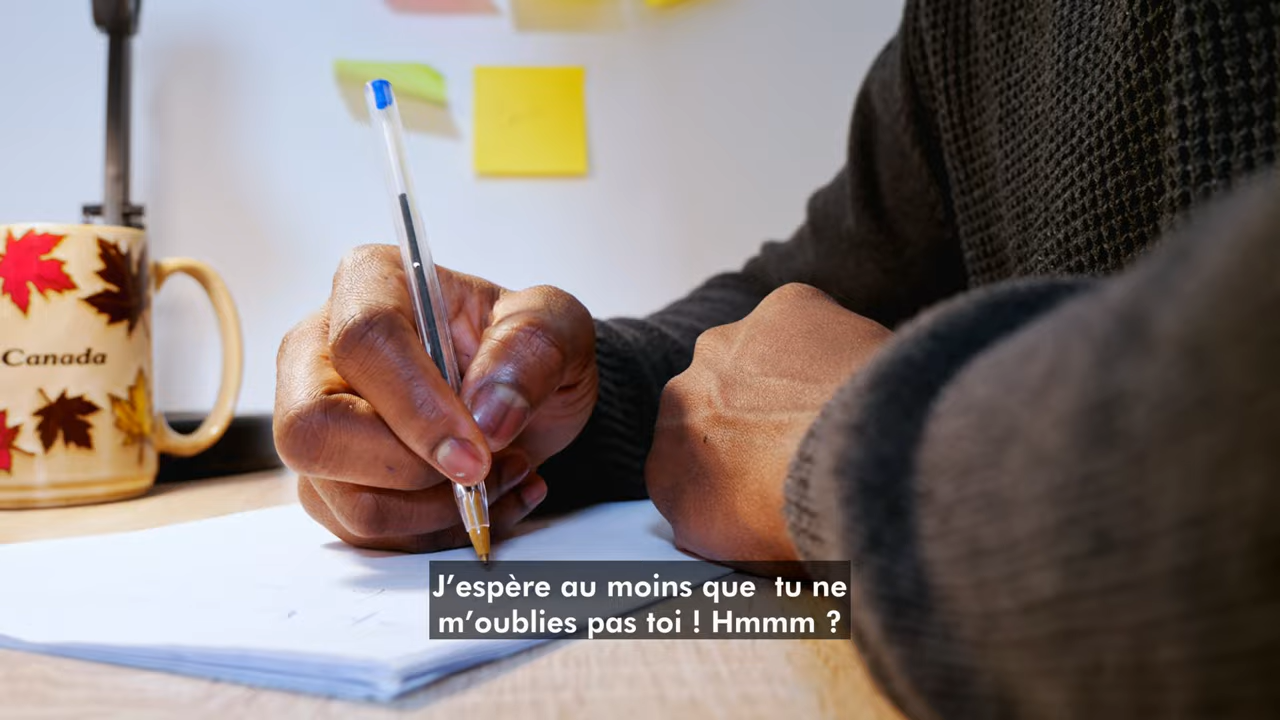 Canada
J’espère au moins que  tu ne
m’oublies pas toi ! Hmmm ?